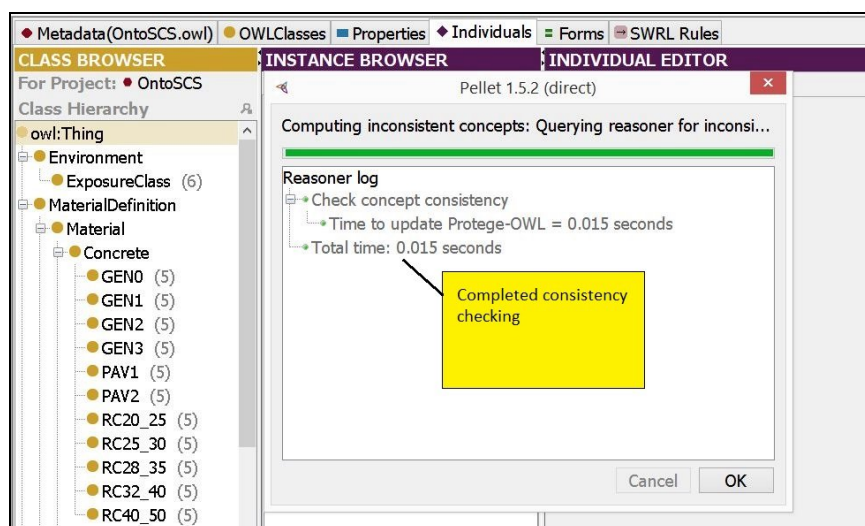 Metadata(OntoSCS.owl) OWLClasses Properties Individuals Forms SWRL Rules
CLASS BROWSER
For Project: OntoSCS
Class Hierarchy
owl:Thing
Environment
ExposureClass (6)
MaterialDefinition
Material
Concrete
GEN0 (5)
GEN1 (5)
GEN2 (5)
GEN3 (5)
PAV1 (5)
PAV2 (5)
RC20_25 (5)
RC25_30 (5)
RC28_35 (5)
RC32_40 (5)
RC40_50 (5)
INSTANCE BROWSER
INDIVIDUAL EDITOR
Pellet 1.5.2 (direct)
Computing inconsistent concepts: Querying reasoner for inconsi...
Reasoner log
Check concept consistency
Time to update Protege-OWL = 0.015 seconds
Total time: 0.015 seconds
Completed consistency
checking
Cancel OK